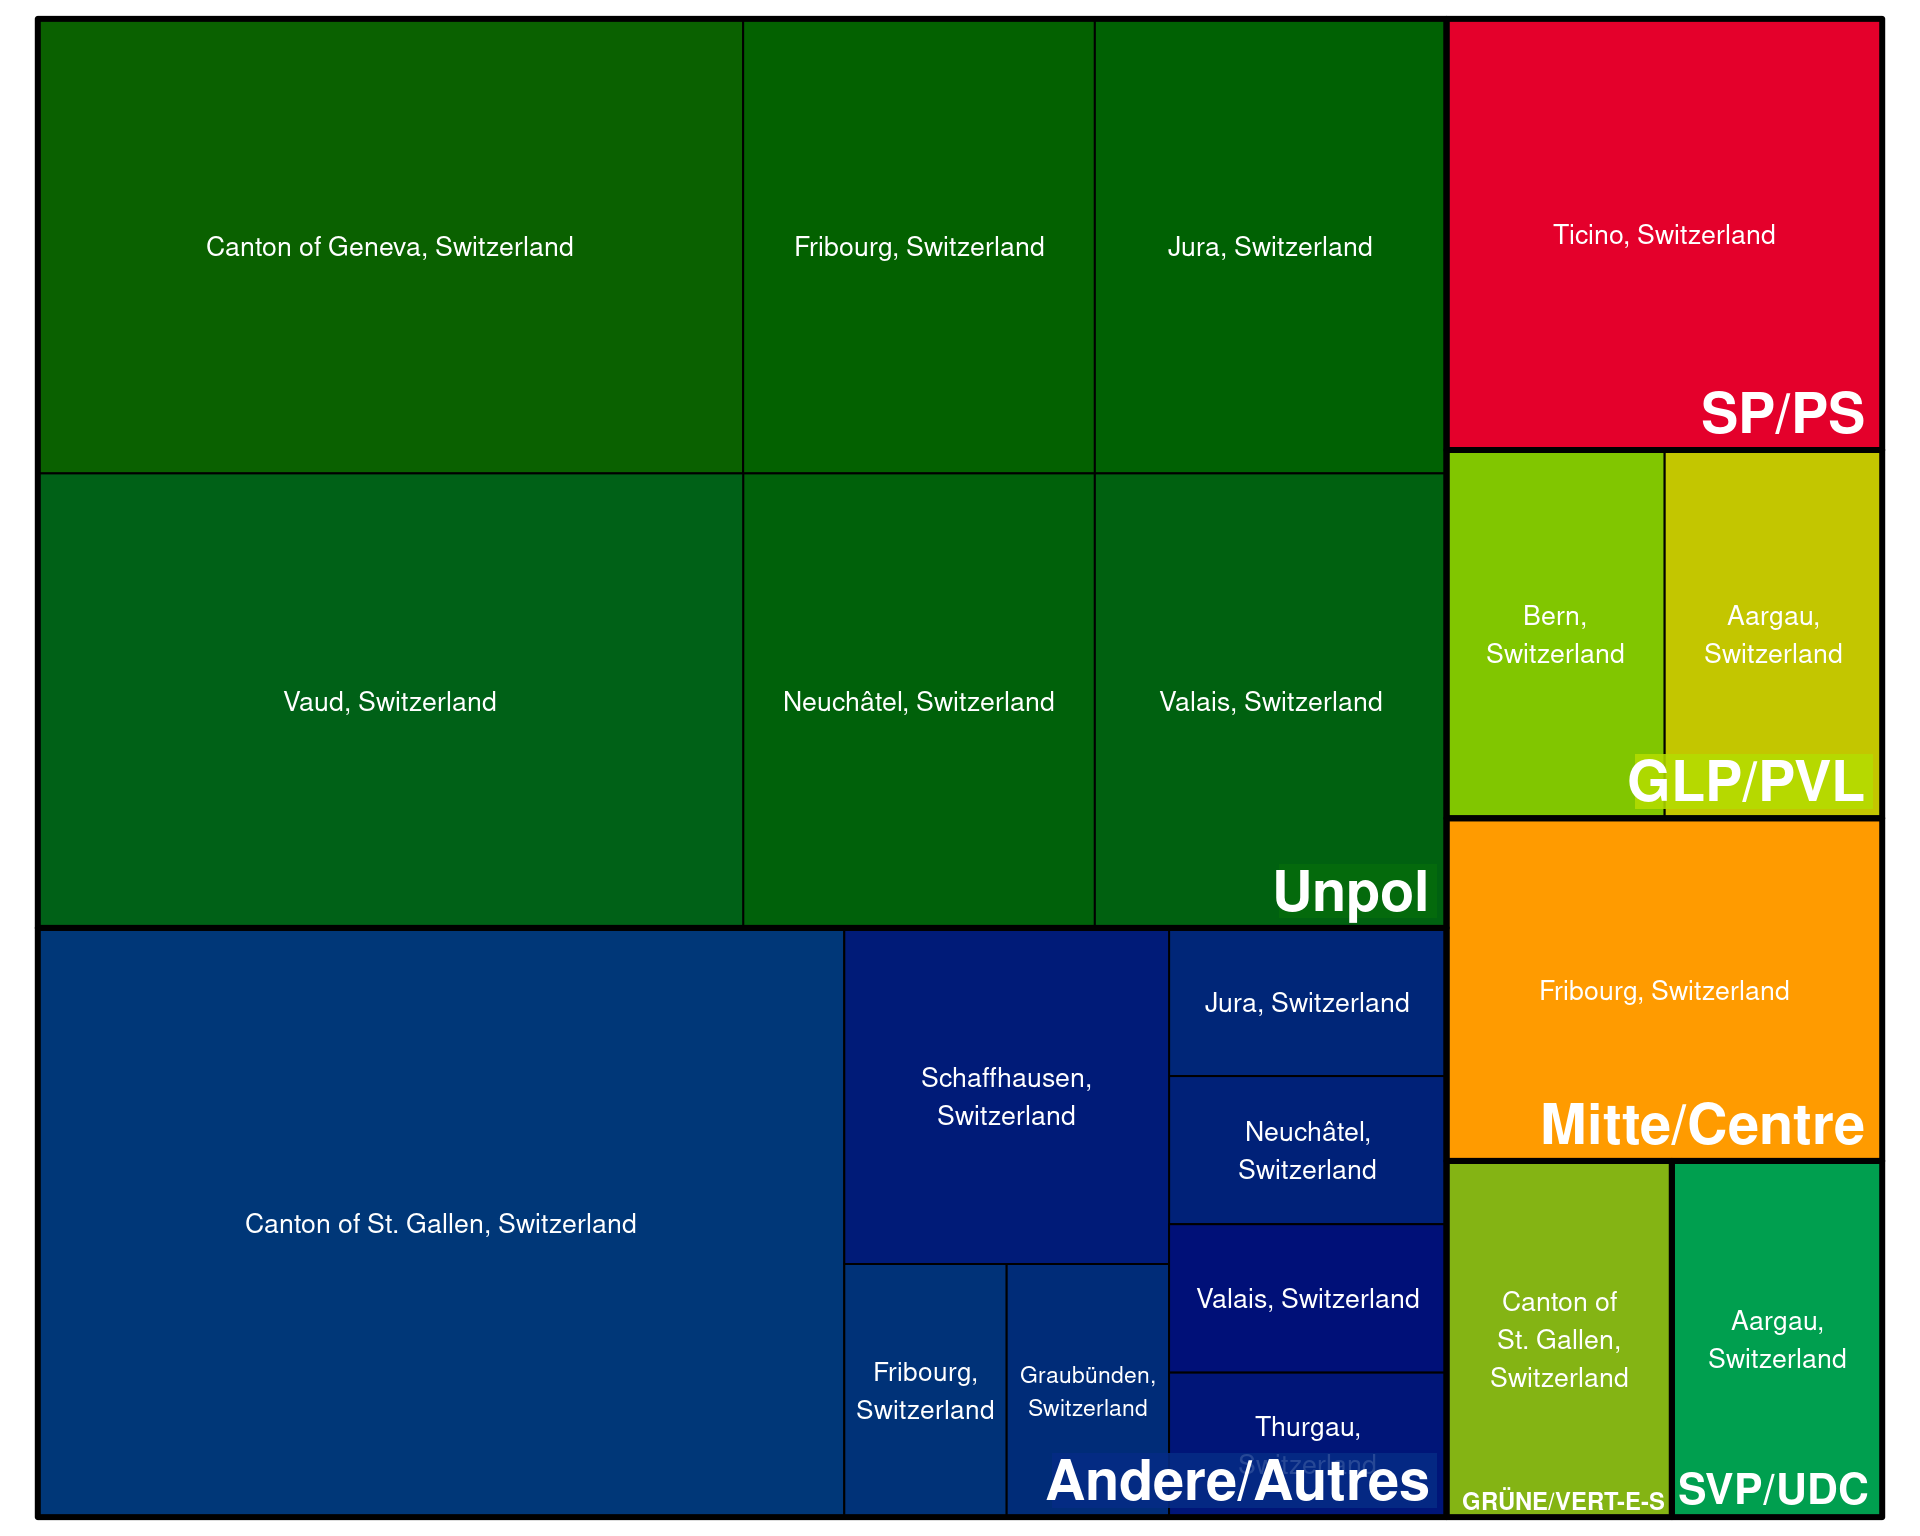 Canton of Geneva, Switzerland
Fribourg, Switzerland
Jura, Switzerland
Vaud, Switzerland
Neuchâtel, Switzerland
Valais, Switzerland
Unpol
Canton of St. Gallen, Switzerland
Schaffhausen,
Switzerland
Fribourg,
Switzerland
Graubünden,
Switzerland
Jura, Switzerland
Neuchâtel,
Switzerland
Valais, Switzerland
Thurgau,
Switzerland
Andere/Autres
Ticino, Switzerland
SP/PS
Bern,
Switzerland
Aargau,
Switzerland
GLP/PVL
Fribourg, Switzerland
Mitte/Centre
Canton of
St. Gallen,
Switzerland
GRÜNE/VERT-E-S
Aargau,
Switzerland
SVP/UDC